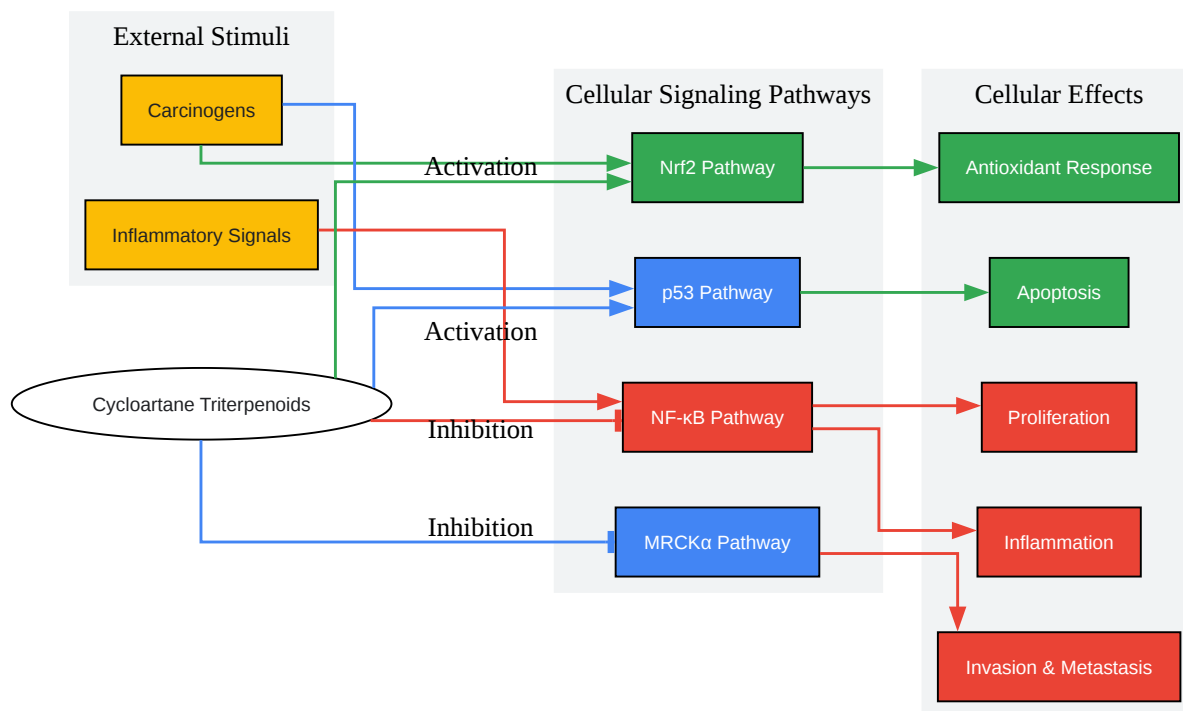 External Stimuli
Carcinogens
Inflammatory Signals
Cycloartane Triterpenoids
Activation
Activation
Inhibition
Inhibition
Cellular Signaling Pathways
Nrf2 Pathway
p53 Pathway
NF-κB Pathway
MRCKα Pathway
Cellular Effects
Antioxidant Response
Apoptosis
Proliferation
Inflammation
Invasion & Metastasis